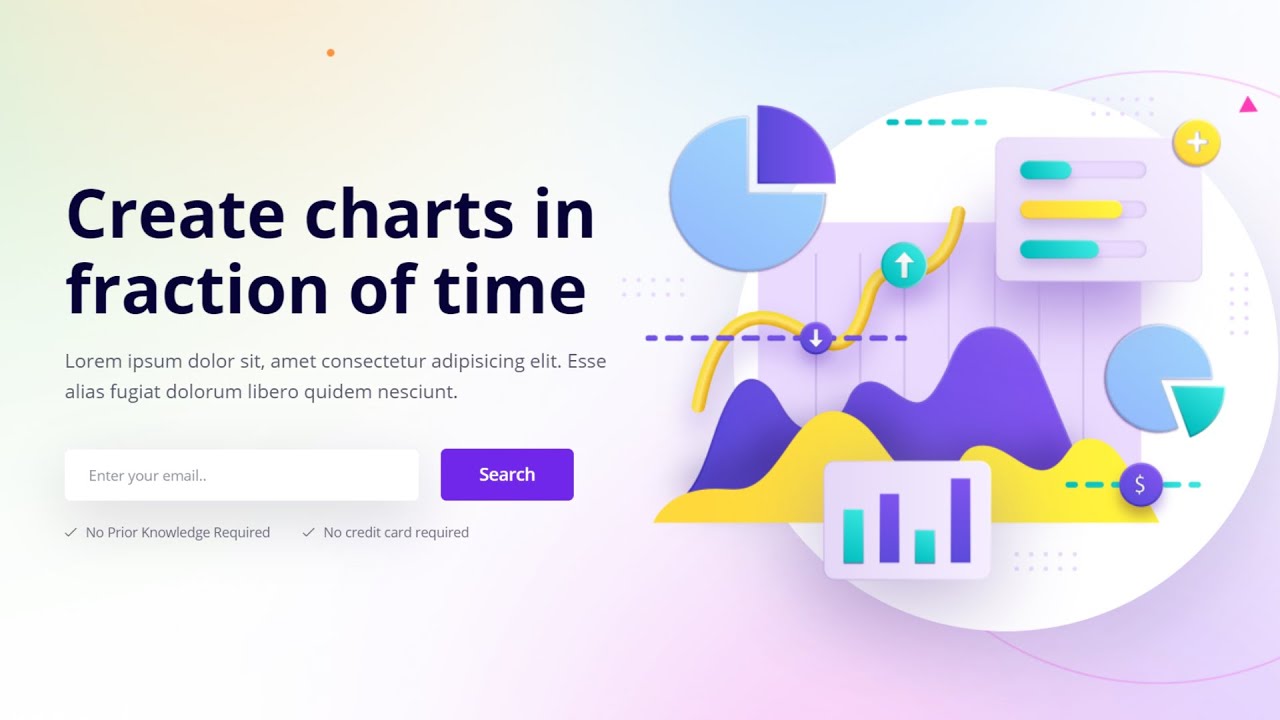 Create charts in
fraction of time
Lorem ipsum dolor sit, amet consectetur adipisicing elit. Esse
alias fugiat dolorum libero quidem nesciunt.
Enter your email..
Search
No Prior Knowledge Required
No credit card required
$